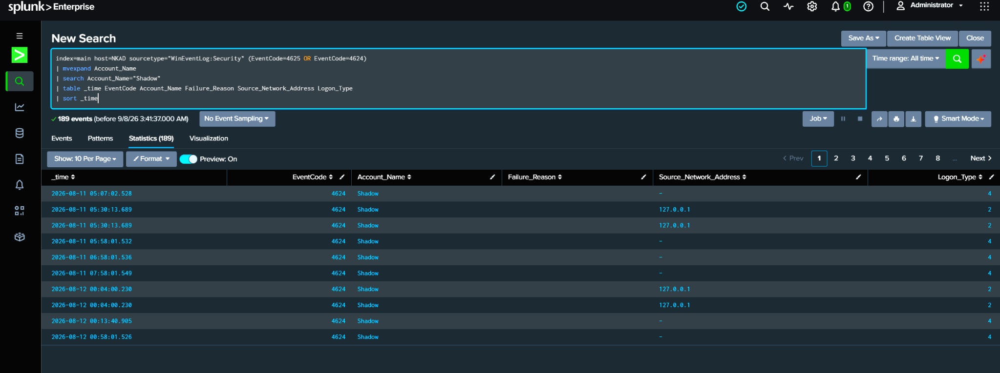 splunk> Enterprise
1
Administrator
New Search
Save As
Create Table View
Close
index=main host=NKAD sourcetype="WinEventLog:Security" (EventCode=4625 OR EventCode=4624)
| mvexpand Account_Name
| search Account_Name="Shadow"
| table _time EventCode Account_Name Failure_Reason Source_Network_Address Logon_Type
| sort _time
Time range: All time
189 events (before 9/8/26 3:41:37.000 AM)
No Event Sampling
Job
Smart Mode
Events Patterns Statistics (189) Visualization
Show: 10 Per Page
Format
Preview: On
< Prev 1 2 3 4 5 6 7 8 ... Next >
_time EventCode Account_Name Failure_Reason Source_Network_Address Logon_Type
2026-08-11 05:07:02.528 4624 Shadow - 4
2026-08-11 05:30:13.689 4624 Shadow 127.0.0.1 2
2026-08-11 05:30:13.689 4624 Shadow 127.0.0.1 2
2026-08-11 05:58:01.532 4624 Shadow - 4
2026-08-11 06:58:01.536 4624 Shadow - 4
2026-08-11 07:58:01.549 4624 Shadow - 4
2026-08-12 00:04:00.230 4624 Shadow 127.0.0.1 2
2026-08-12 00:04:00.230 4624 Shadow 127.0.0.1 2
2026-08-12 00:13:40.905 4624 Shadow - 4
2026-08-12 00:58:01.526 4624 Shadow - 4